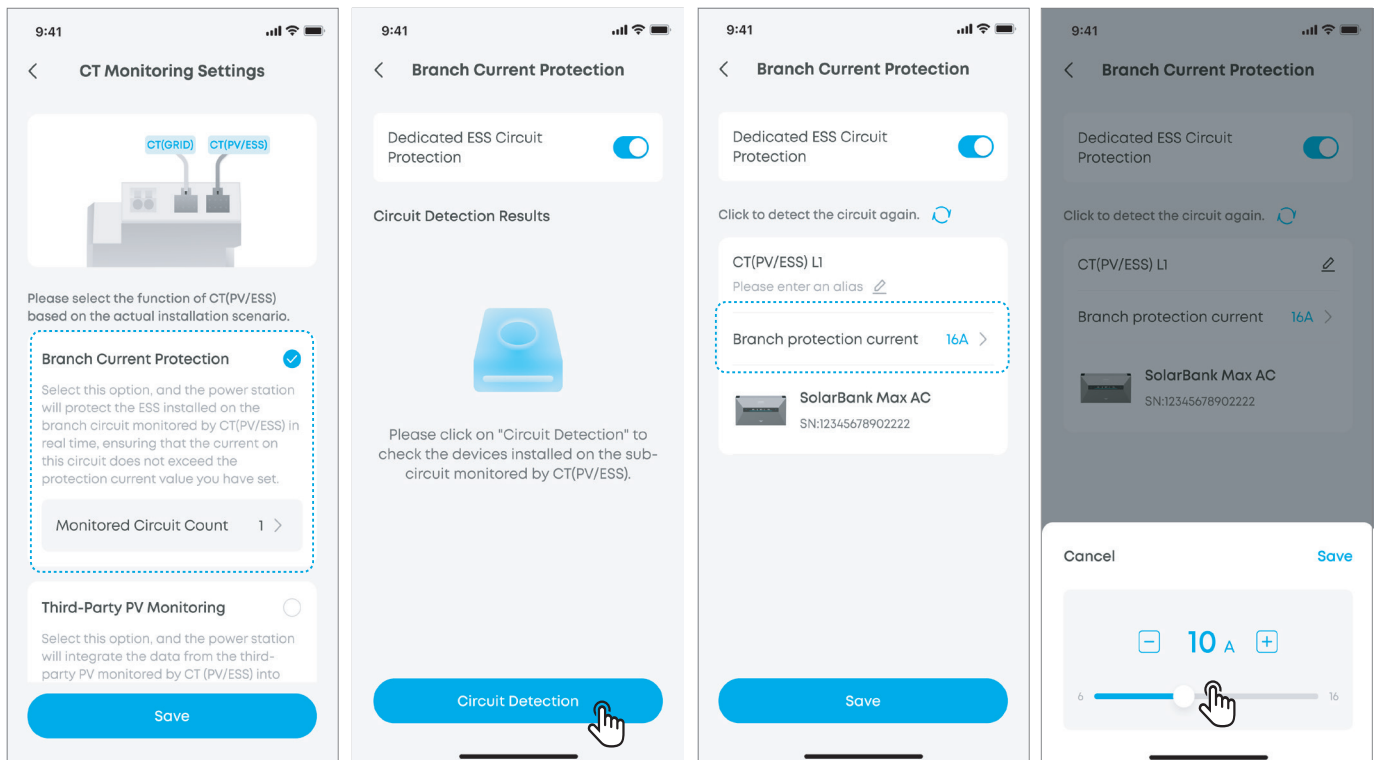 9:41
CT Monitoring Settings
CT(GRID)
CT(PV/ESS)
Please select the function of CT(PV/ESS)
based on the actual installation scenario.
Branch Current Protection
Select this option, and the power station
will protect the ESS installed on the
branch circuit monitored by CT(PV/ESS) in
real time, ensuring that the current on
this circuit does not exceed the
protection current value you have set.
Monitored Circuit Count 1
Third-Party PV Monitoring
Select this option, and the power station
will integrate the data from the third-
party PV monitored by CT (PV/ESS) into
Save
9:41
Branch Current Protection
Dedicated ESS Circuit
Protection
Circuit Detection Results
Please click on "Circuit Detection" to
check the devices installed on the sub-
circuit monitored by CT(PV/ESS).
Circuit Detection
9:41
Branch Current Protection
Dedicated ESS Circuit
Protection
Click to detect the circuit again.
CT(PV/ESS) L1
Please enter an alias
Branch protection current 16A
SolarBank Max AC
SN:12345678902222
Save
9:41
Branch Current Protection
Dedicated ESS Circuit
Protection
Click to detect the circuit again.
CT(PV/ESS) L1
Branch protection current 16A
SolarBank Max AC
SN:12345678902222
Cancel Save
10 A
6 16